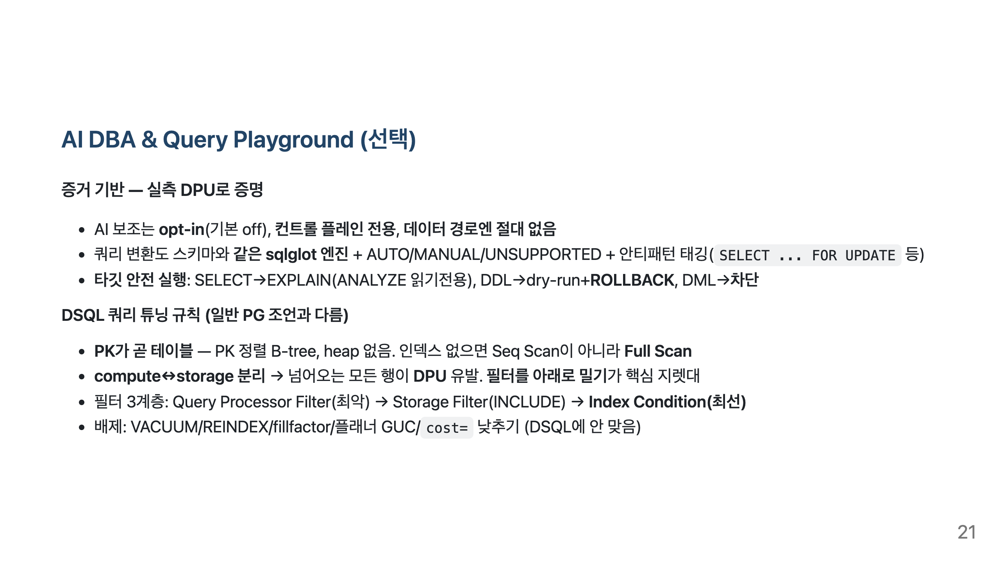 AI DBA & Query Playground (선택)
증거 기반 — 실측 DPU로 증명
• AI 보조는 opt-in(기본 off), 컨트롤 플레인 전용, 데이터 경로엔 절대 없음
• 쿼리 변환도 스키마와 같은 sqlglot 엔진 + AUTO/MANUAL/UNSUPPORTED + 안티패턴 태깅(SELECT ... FOR UPDATE 등)
• 타깃 안전 실행: SELECT→EXPLAIN(ANALYZE 읽기전용), DDL→dry-run+ROLLBACK, DML→차단
DSQL 쿼리 튜닝 규칙 (일반 PG 조언과 다름)
• PK가 곧 테이블 — PK 정렬 B-tree, heap 없음. 인덱스 없으면 Seq Scan이 아니라 Full Scan
• compute↔storage 분리 → 넘어오는 모든 행이 DPU 유발. 필터를 아래로 밀기가 핵심 지렛대
• 필터 3계층: Query Processor Filter(최악) → Storage Filter(INCLUDE) → Index Condition(최선)
• 배제: VACUUM/REINDEX/fillfactor/플래너 GUC/cost= 낮추기 (DSQL에 안 맞음)
21